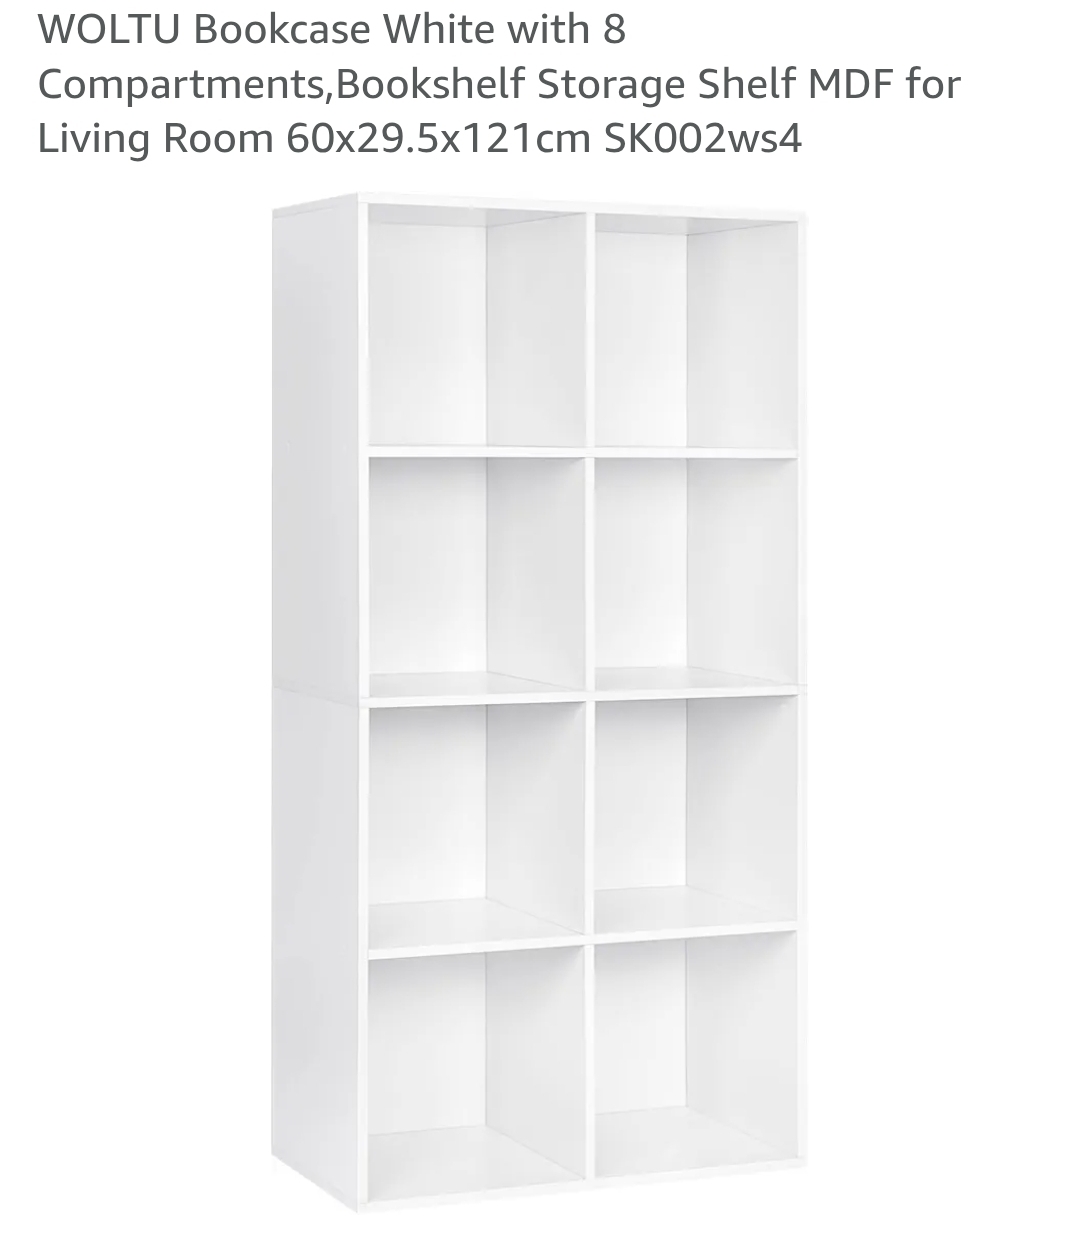 WOLTU Bookcase White with 8
Compartments,Bookshelf Storage Shelf MDF for
Living Room 60x29.5x121cm SK002ws4